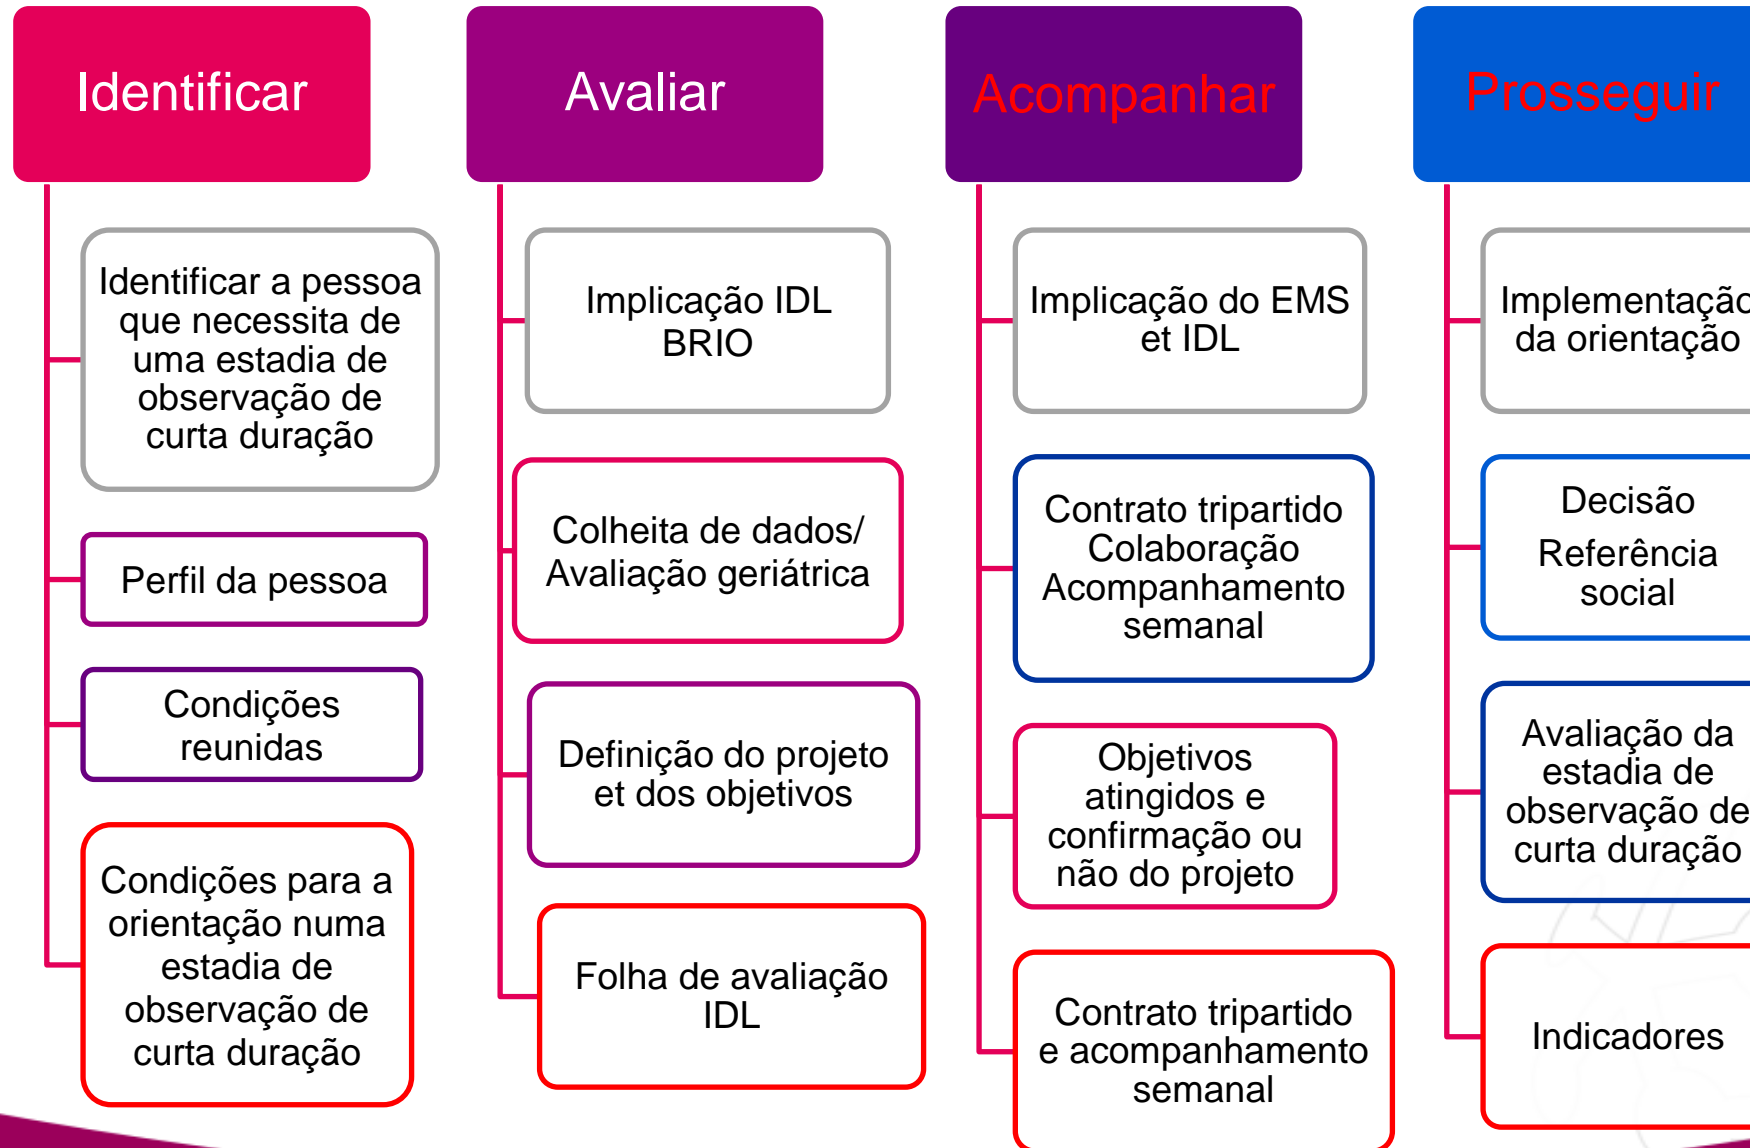 Identificar
Identificar a pessoa
que necessita de
uma estadia de
observação de
curta duração
Perfil da pessoa
Condições
reunidas
Condições para a
orientação numa
estadia de
observação de
curta duração
Avaliar
Implicação IDL
BRIO
Colheita de dados/
Avaliação geriátrica
Definição do projeto
et dos objetivos
Folha de avaliação
IDL
Acompanhar
Implicação do EMS
et IDL
Contrato tripartido
Colaboração
Acompanhamento
semanal
Objetivos
atingidos e
confirmação ou
não do projeto
Contrato tripartido
e acompanhamento
semanal
Prosseguir
Implementação
da orientação
Decisão
Referência
social
Avaliação da
estadia de
observação de
curta duração
Indicadores